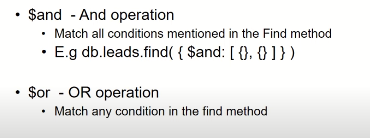 • $and - And operation
• Match all conditions mentioned in the Find method
• E.g db.leads.find( { $and: [ {}, {} ] } )
• $or - OR operation
• Match any condition in the find method